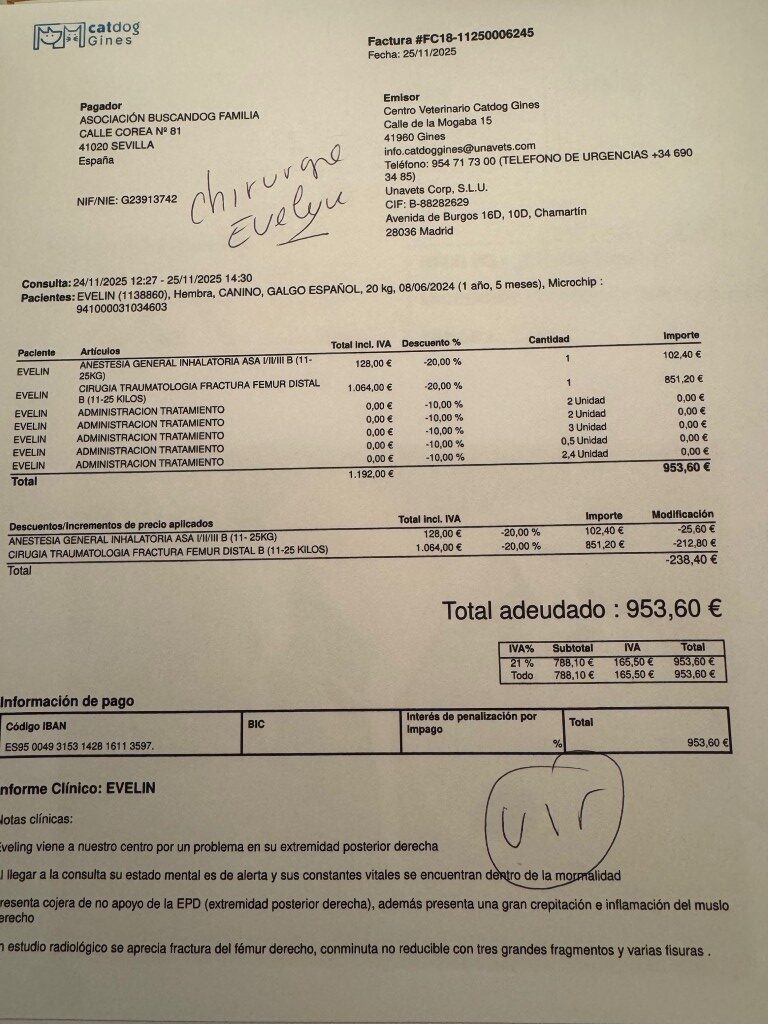 catdog
Gines
Factura #FC18-11250006245
Fecha: 25/11/2025
Pagador
ASOCIACIÓN BUSCANDOG FAMILIA
CALLE COREA Nº 81
41020 SEVILLA
España
NIF/NIE: G23913742
Chirurgie
Evelyn
Emisor
Centro Veterinario Catdog Gines
Calle de la Mogaba 15
41960 Gines
info.catdoggines@unavets.com
Teléfono: 954 71 73 00 (TELEFONO DE URGENCIAS +34 690
34 85)
Unavets Corp, S.L.U.
CIF: B-88282629
Avenida de Burgos 16D, 10D, Chamartín
28036 Madrid
Consulta: 24/11/2025 12:27 - 25/11/2025 14:30
Pacientes: EVELIN (1138860), Hembra, CANINO, GALGO ESPAÑOL, 20 kg, 08/06/2024 (1 año, 5 meses), Microchip :
941000031034603
Paciente Artículos Total incl. IVA Descuento % Cantidad Importe
EVELIN ANESTESIA GENERAL INHALATORIA ASA I/II/III B (11- 128,00 € -20,00 % 1 102,40 €
25KG)
EVELIN CIRUGIA TRAUMATOLOGIA FRACTURA FEMUR DISTAL 1.064,00 € -20,00 % 1 851,20 €
B (11-25 KILOS)
EVELIN ADMINISTRACION TRATAMIENTO 0,00 € -10,00 % 2 Unidad 0,00 €
EVELIN ADMINISTRACION TRATAMIENTO 0,00 € -10,00 % 2 Unidad 0,00 €
EVELIN ADMINISTRACION TRATAMIENTO 0,00 € -10,00 % 3 Unidad 0,00 €
EVELIN ADMINISTRACION TRATAMIENTO 0,00 € -10,00 % 0,5 Unidad 0,00 €
EVELIN ADMINISTRACION TRATAMIENTO 0,00 € -10,00 % 2,4 Unidad 0,00 €
Total 1.192,00 € 953,60 €
Descuentos/Incrementos de precio aplicados Total incl. IVA Importe Modificación
ANESTESIA GENERAL INHALATORIA ASA I/II/III B (11- 25KG) 128,00 € -20,00 % 102,40 € -25,60 €
CIRUGIA TRAUMATOLOGIA FRACTURA FEMUR DISTAL B (11-25 KILOS) 1.064,00 € -20,00 % 851,20 € -212,80 €
Total -238,40 €
Total adeudado : 953,60 €
IVA% Subtotal IVA Total
21 % 788,10 € 165,50 € 953,60 €
Todo 788,10 € 165,50 € 953,60 €
Información de pago
Código IBAN BIC Interés de penalización por impago Total
ES95 0049 3153 1428 1611 3597. % 953,60 €
vir
nforme Clínico: EVELIN
Notas clínicas:
Eveling viene a nuestro centro por un problema en su extremidad posterior derecha
l llegar a la consulta su estado mental es de alerta y sus constantes vitales se encuentran dentro de la mormalidad
resenta cojera de no apoyo de la EPD (extremidad posterior derecha), además presenta una gran crepitación e inflamación del muslo
erecho
n estudio radiológico se aprecia fractura del fémur derecho, conminuta no reducible con tres grandes fragmentos y varias fisuras .